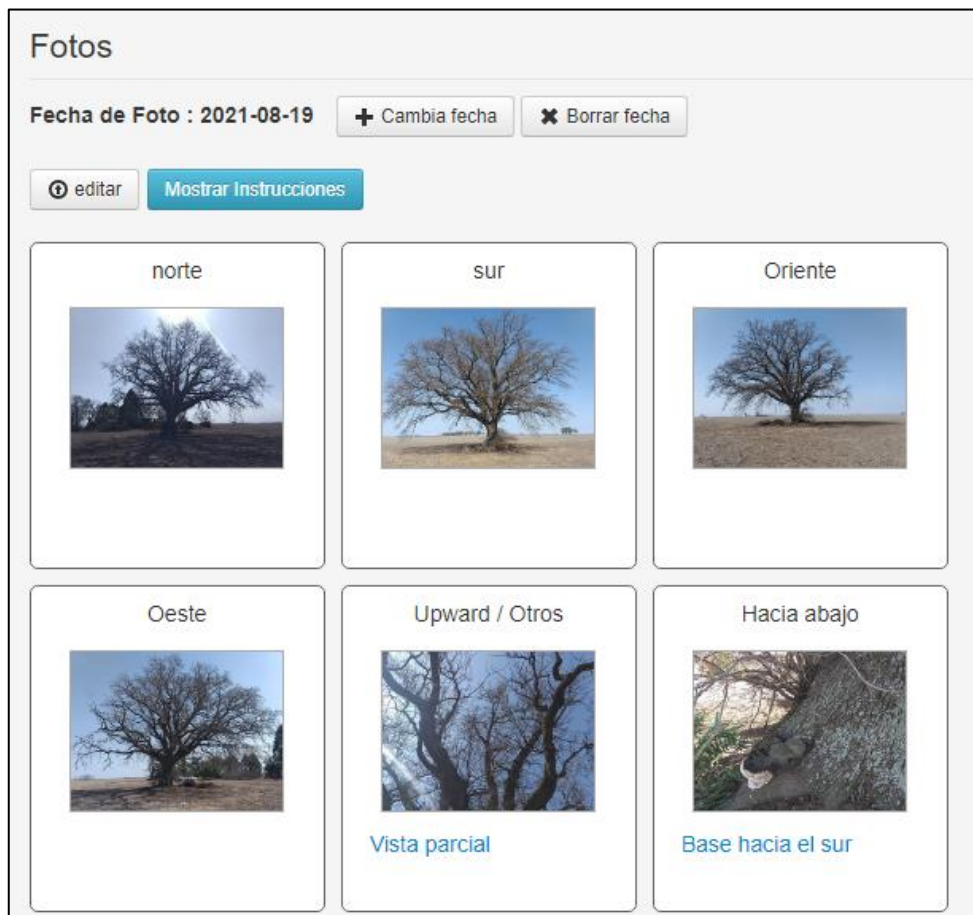 Fotos
Fecha de Foto : 2021-08-19 Cambia fecha Borrar fecha
editar Mostrar Instrucciones
norte sur Oriente
Oeste Upward / Otros Hacia abajo
Vista parcial Base hacia el sur